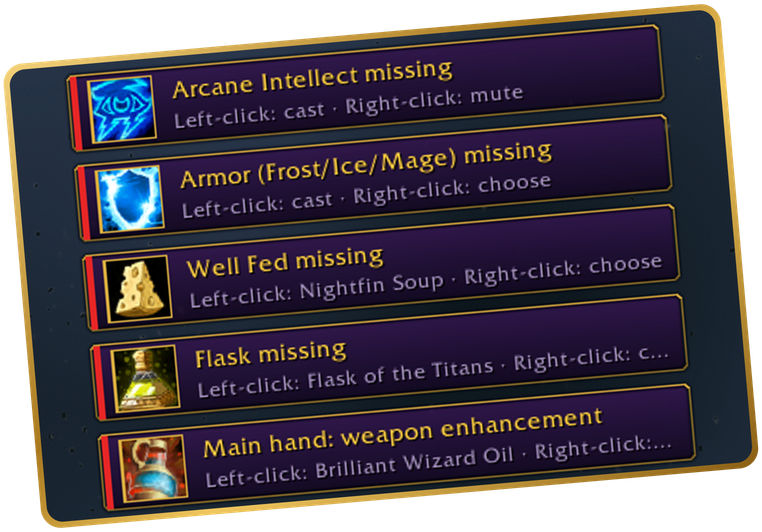 Arcane Intellect missing
Left-click: cast · Right-click: mute
Armor (Frost/Ice/Mage) missing
Left-click: cast · Right-click: choose
Well Fed missing
Left-click: Nightfin Soup · Right-click: choose
Flask missing
Left-click: Flask of the Titans · Right-click: c...
Main hand: weapon enhancement
Left-click: Brilliant Wizard Oil · Right-click:...